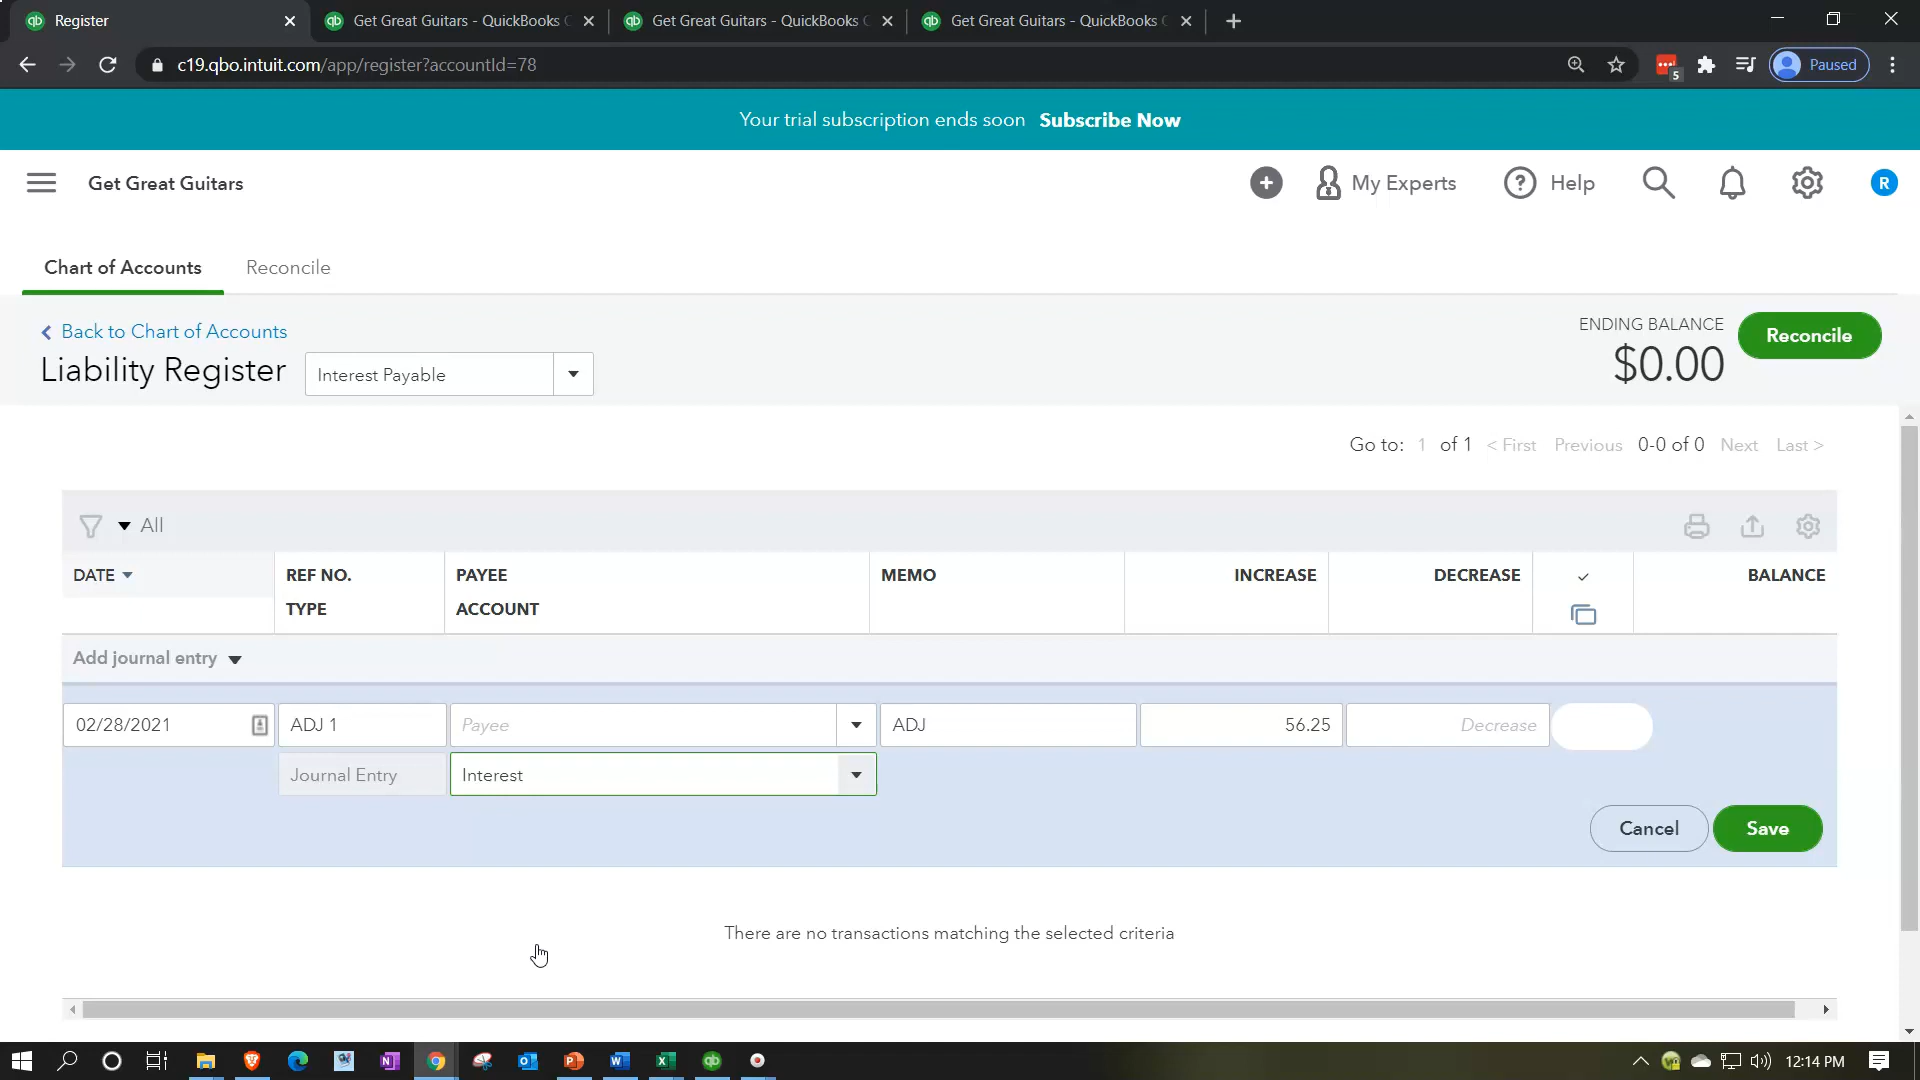 Register
Get Great Guitars - QuickBooks
Get Great Guitars - QuickBooks
Get Great Guitars - QuickBooks
c19.qbo.intuit.com/app/register?accountId=78
5
Paused
Your trial subscription ends soon Subscribe Now
Get Great Guitars
My Experts
Help
R
Chart of Accounts
Reconcile
Back to Chart of Accounts
Liability Register
Interest Payable
ENDING BALANCE
$0.00
Reconcile
Go to: 1 of 1 < First Previous 0-0 of 0 Next Last >
All
DATE
REF NO.
PAYEE
MEMO
INCREASE
DECREASE
✓
BALANCE
TYPE
ACCOUNT
Add journal entry
02/28/2021
ADJ 1
Payee
ADJ
56.25
Decrease
Journal Entry
Interest
Cancel
Save
There are no transactions matching the selected criteria
12:14 PM